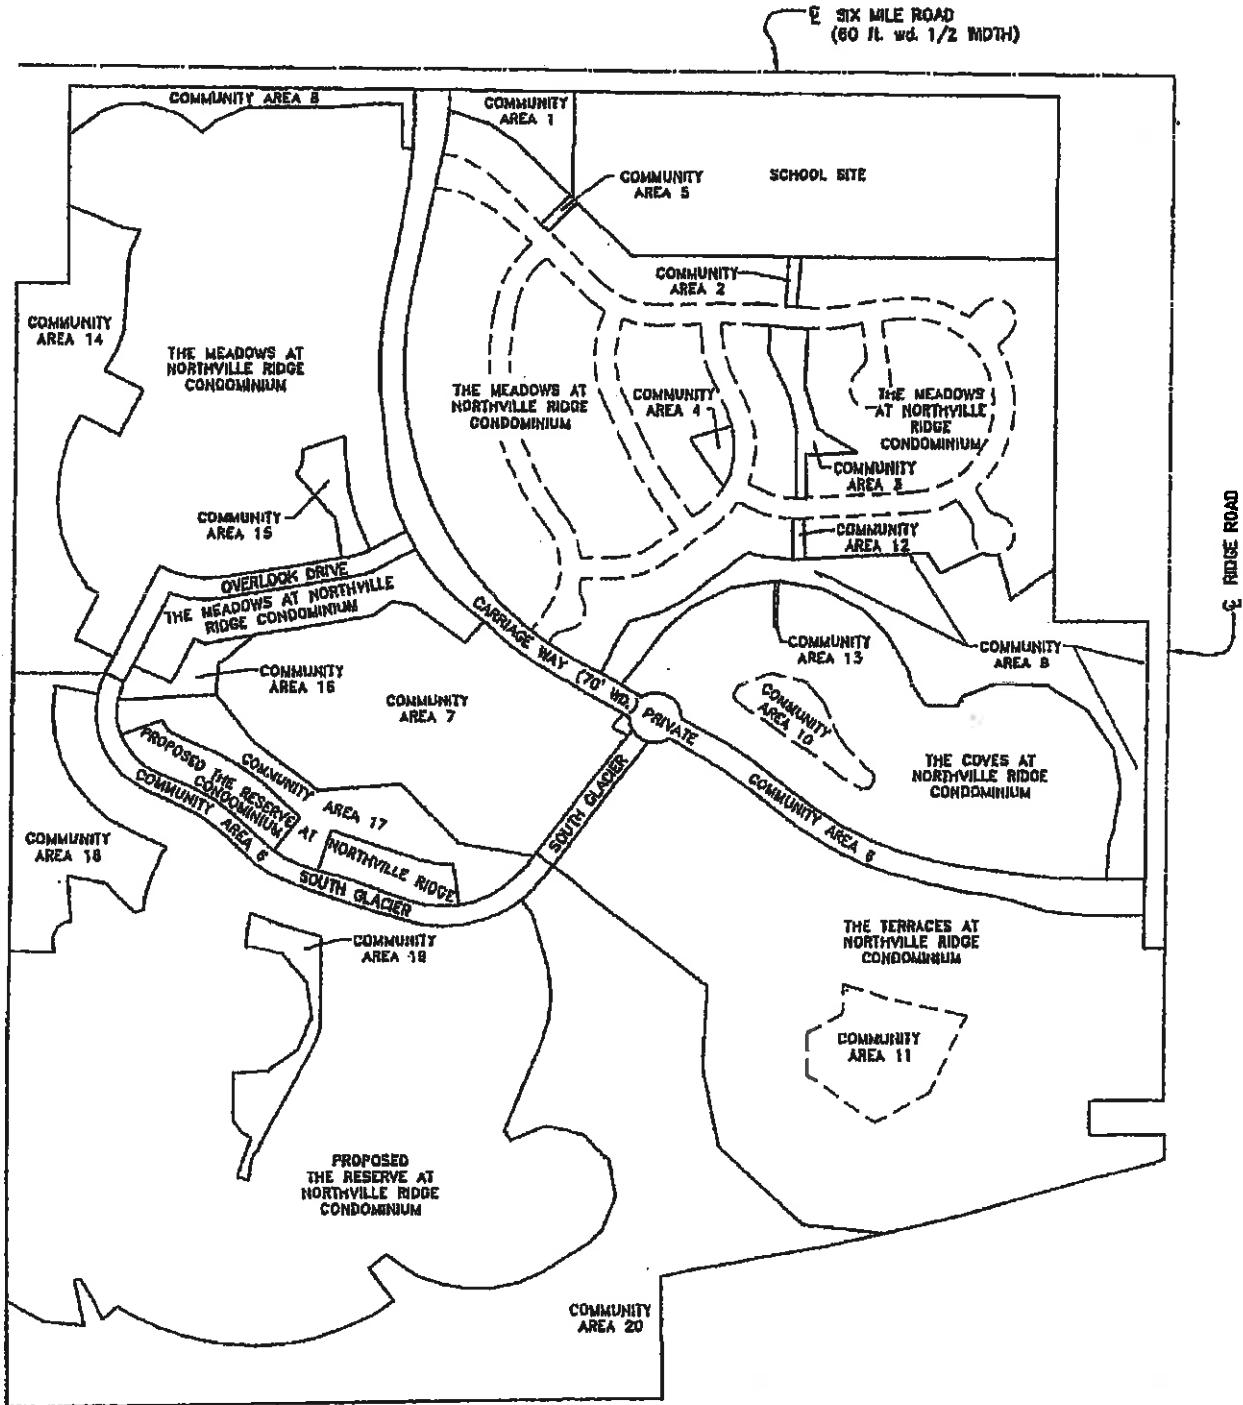 ℄ SIX MILE ROAD
(60 ft. wd. 1/2 WIDTH)
COMMUNITY AREA 8
COMMUNITY
AREA 1
COMMUNITY
AREA 5
SCHOOL SITE
COMMUNITY
AREA 2
COMMUNITY
AREA 14
THE MEADOWS AT
NORTHVILLE RIDGE
CONDOMINIUM
THE MEADOWS AT
NORTHVILLE RIDGE
CONDOMINIUM
COMMUNITY
AREA 4
THE MEADOWS
AT NORTHVILLE
RIDGE
CONDOMINIUM
COMMUNITY
AREA 3
COMMUNITY
AREA 15
COMMUNITY
AREA 12
℄ RIDGE ROAD
OVERLOOK DRIVE
THE MEADOWS AT NORTHVILLE
RIDGE CONDOMINIUM
CARRIAGE WAY (70' WD.) PRIVATE
COMMUNITY
AREA 13
COMMUNITY
AREA 8
COMMUNITY
AREA 16
COMMUNITY
AREA 7
COMMUNITY
AREA 10
PROPOSED THE RESERVE AT
CONDOMINIUM
NORTHVILLE RIDGE
COMMUNITY AREA 17
COMMUNITY AREA 6
SOUTH GLACIER
SOUTH GLACIER
COMMUNITY AREA 6
THE COVES AT
NORTHVILLE RIDGE
CONDOMINIUM
COMMUNITY
AREA 18
COMMUNITY
AREA 19
THE TERRACES AT
NORTHVILLE RIDGE
CONDOMINIUM
COMMUNITY
AREA 11
PROPOSED
THE RESERVE AT
NORTHVILLE RIDGE
CONDOMINIUM
COMMUNITY
AREA 20